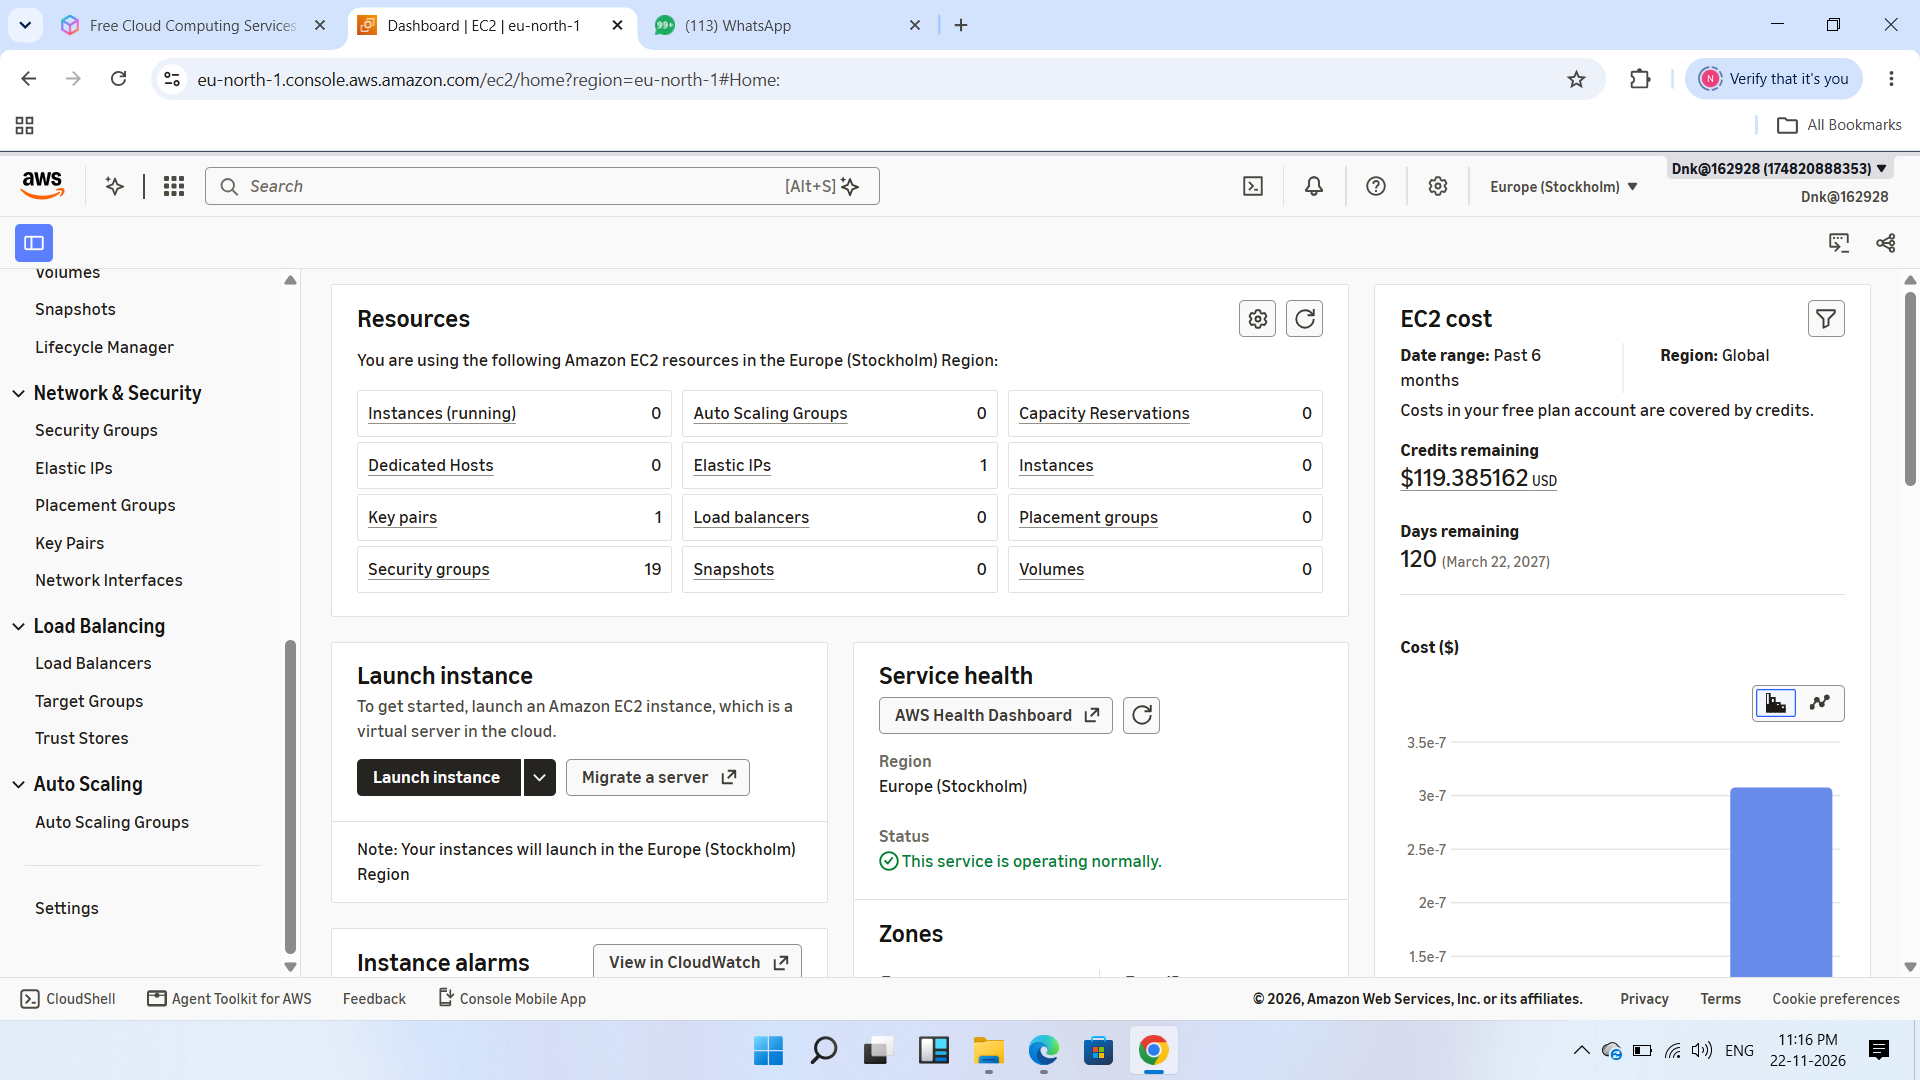 Free Cloud Computing Services
Dashboard | EC2 | eu-north-1
99+
(113) WhatsApp
eu-north-1.console.aws.amazon.com/ec2/home?region=eu-north-1#Home:
N
Verify that it's you
All Bookmarks
aws
Search
[Alt+S]
Europe (Stockholm)
Dnk@162928 (174820888353)
Dnk@162928
Volumes
Snapshots
Lifecycle Manager
Network & Security
Security Groups
Elastic IPs
Placement Groups
Key Pairs
Network Interfaces
Load Balancing
Load Balancers
Target Groups
Trust Stores
Auto Scaling
Auto Scaling Groups
Settings
Resources
You are using the following Amazon EC2 resources in the Europe (Stockholm) Region:
Instances (running) 0
Auto Scaling Groups 0
Capacity Reservations 0
Dedicated Hosts 0
Elastic IPs 1
Instances 0
Key pairs 1
Load balancers 0
Placement groups 0
Security groups 19
Snapshots 0
Volumes 0
Launch instance
To get started, launch an Amazon EC2 instance, which is a
virtual server in the cloud.
Launch instance
Migrate a server
Note: Your instances will launch in the Europe (Stockholm)
Region
Instance alarms
View in CloudWatch
Service health
AWS Health Dashboard
Region
Europe (Stockholm)
Status
This service is operating normally.
Zones
EC2 cost
Date range: Past 6
months
Region: Global
Costs in your free plan account are covered by credits.
Credits remaining
$119.385162 USD
Days remaining
120 (March 22, 2027)
Cost ($)
3.5e-7
3e-7
2.5e-7
2e-7
1.5e-7
CloudShell
Agent Toolkit for AWS
Feedback
Console Mobile App
© 2026, Amazon Web Services, Inc. or its affiliates.
Privacy
Terms
Cookie preferences
ENG
11:16 PM
22-11-2026